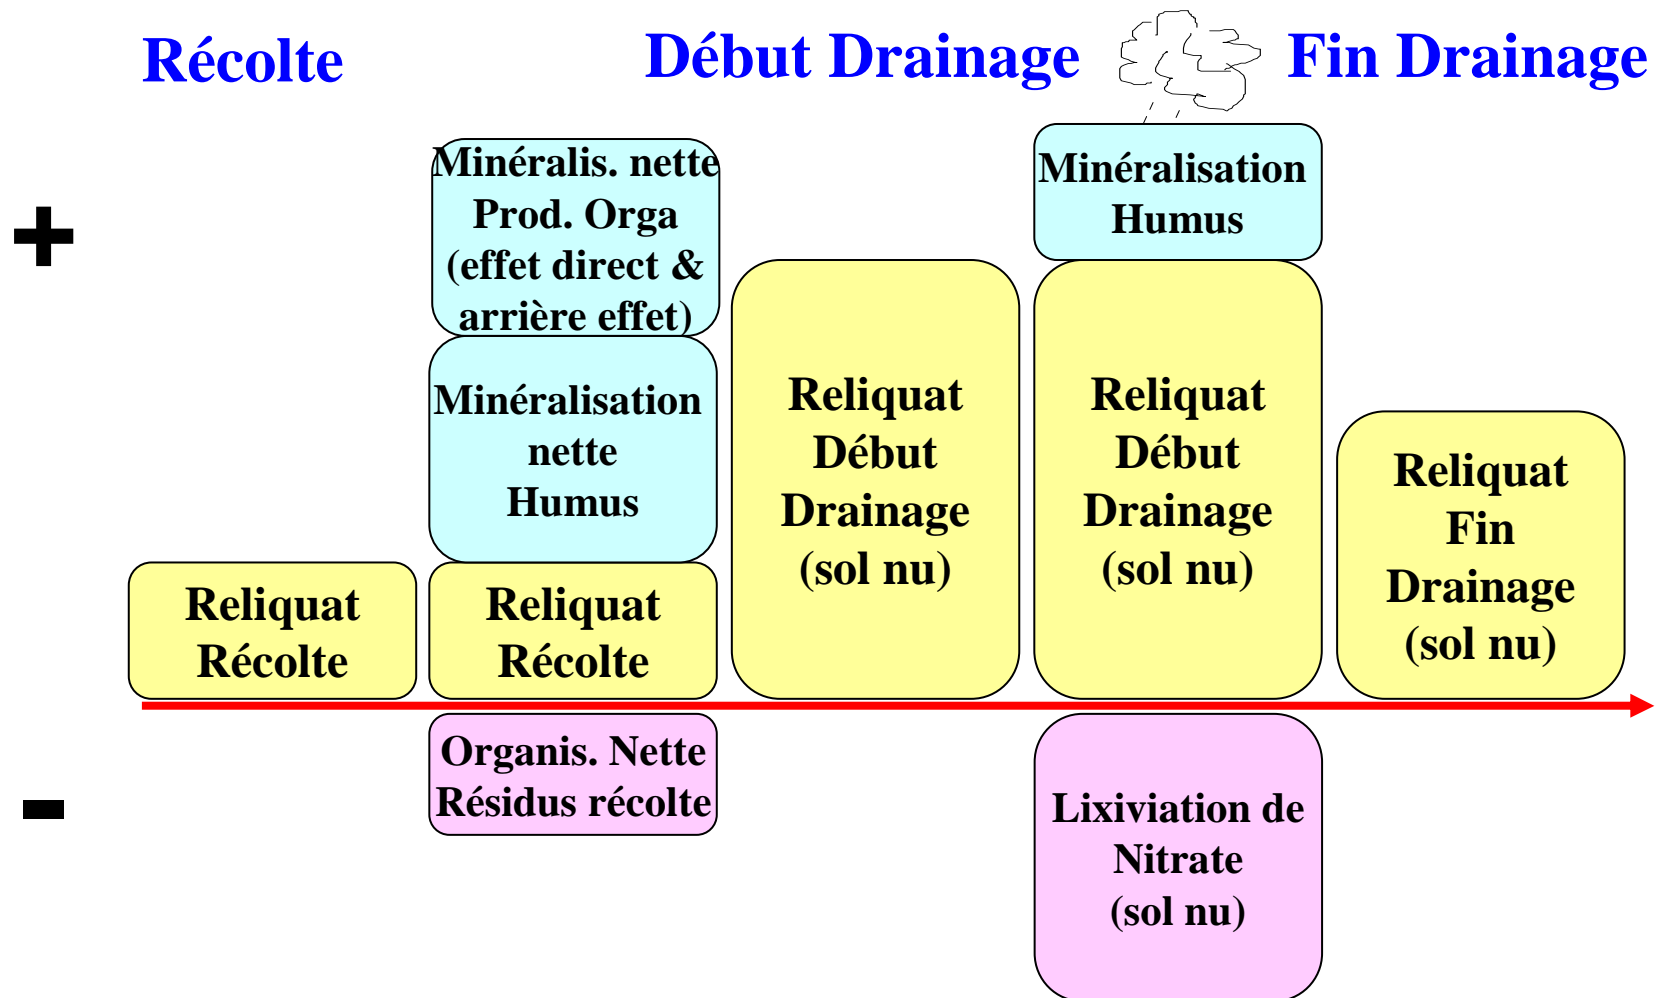 Récolte
Début Drainage
Fin Drainage
+
-
Reliquat
Récolte
Minéralis. nette
Prod. Orga
(effet direct &
arrière effet)
Minéralisation
nette
Humus
Reliquat
Récolte
Organis. Nette
Résidus récolte
Reliquat
Début
Drainage
(sol nu)
Minéralisation
Humus
Reliquat
Début
Drainage
(sol nu)
Lixiviation de
Nitrate
(sol nu)
Reliquat
Fin
Drainage
(sol nu)